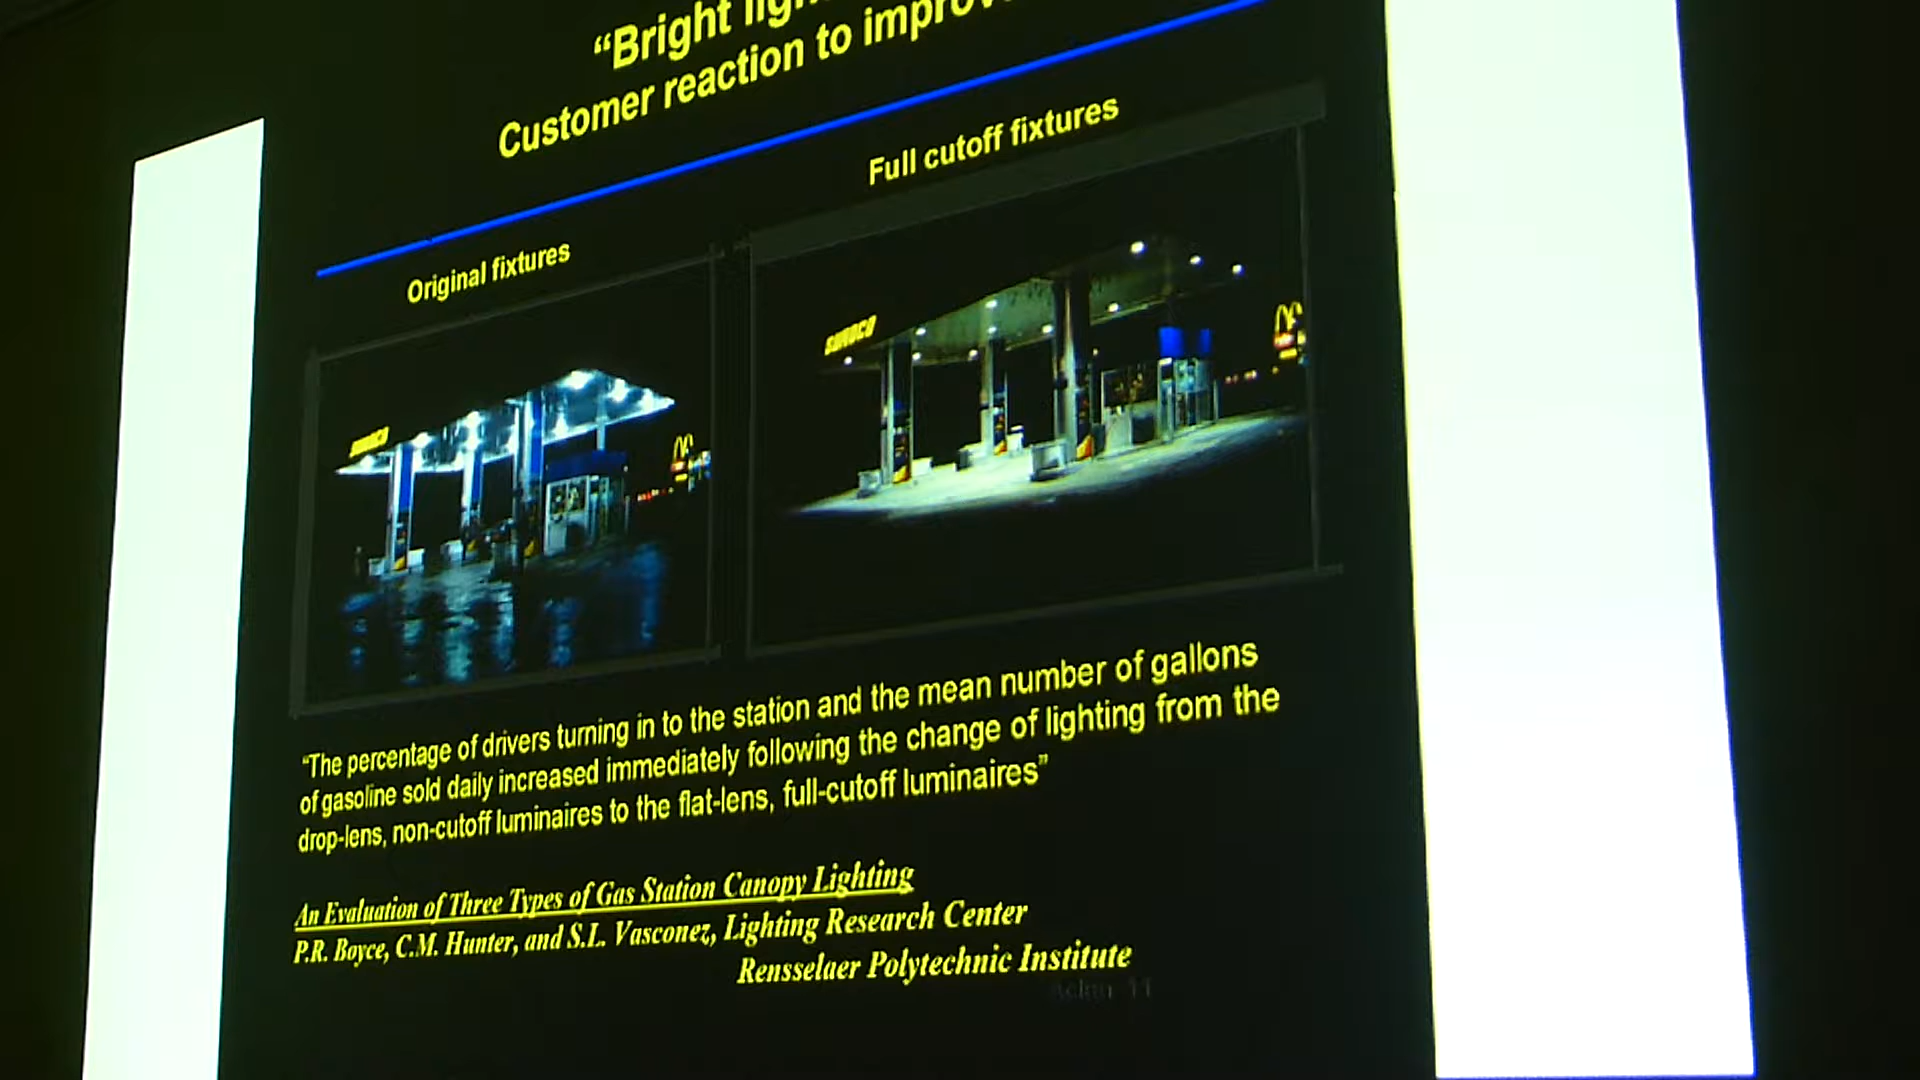 “Bright
Customer reaction to
Full cutoff fixtures
Original fixtures
SUNOCO
SUNOCO
“The percentage of drivers turning in to the station and the mean number of gallons
of gasoline sold daily increased immediately following the change of lighting from the
drop-lens, non-cutoff luminaires to the flat-lens, full-cutoff luminaires”
An Evaluation of Three Types of Gas Station Canopy Lighting
P.R. Boyce, C.M. Hunter, and S.L. Vasconez, Lighting Research Center
Rensselaer Polytechnic Institute